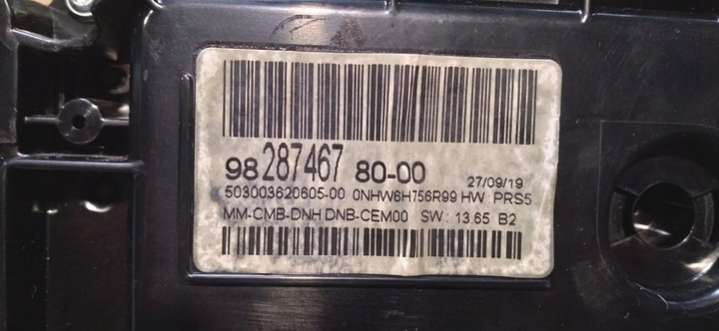 98 287467 80-00 27/09/19
503003620605-00 0NHW6H756R99 HW PRS5
MM-CMB-DNH DNB-CEM00 SW : 13.65 B2